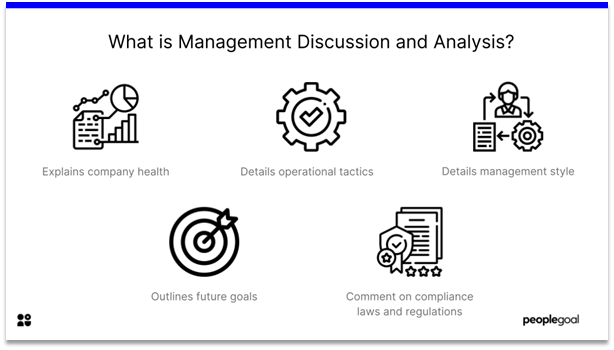 What is Management Discussion and Analysis?
Explains company health
Details operational tactics
Details management style
Outlines future goals
Comment on compliance
laws and regulations
peoplegoal